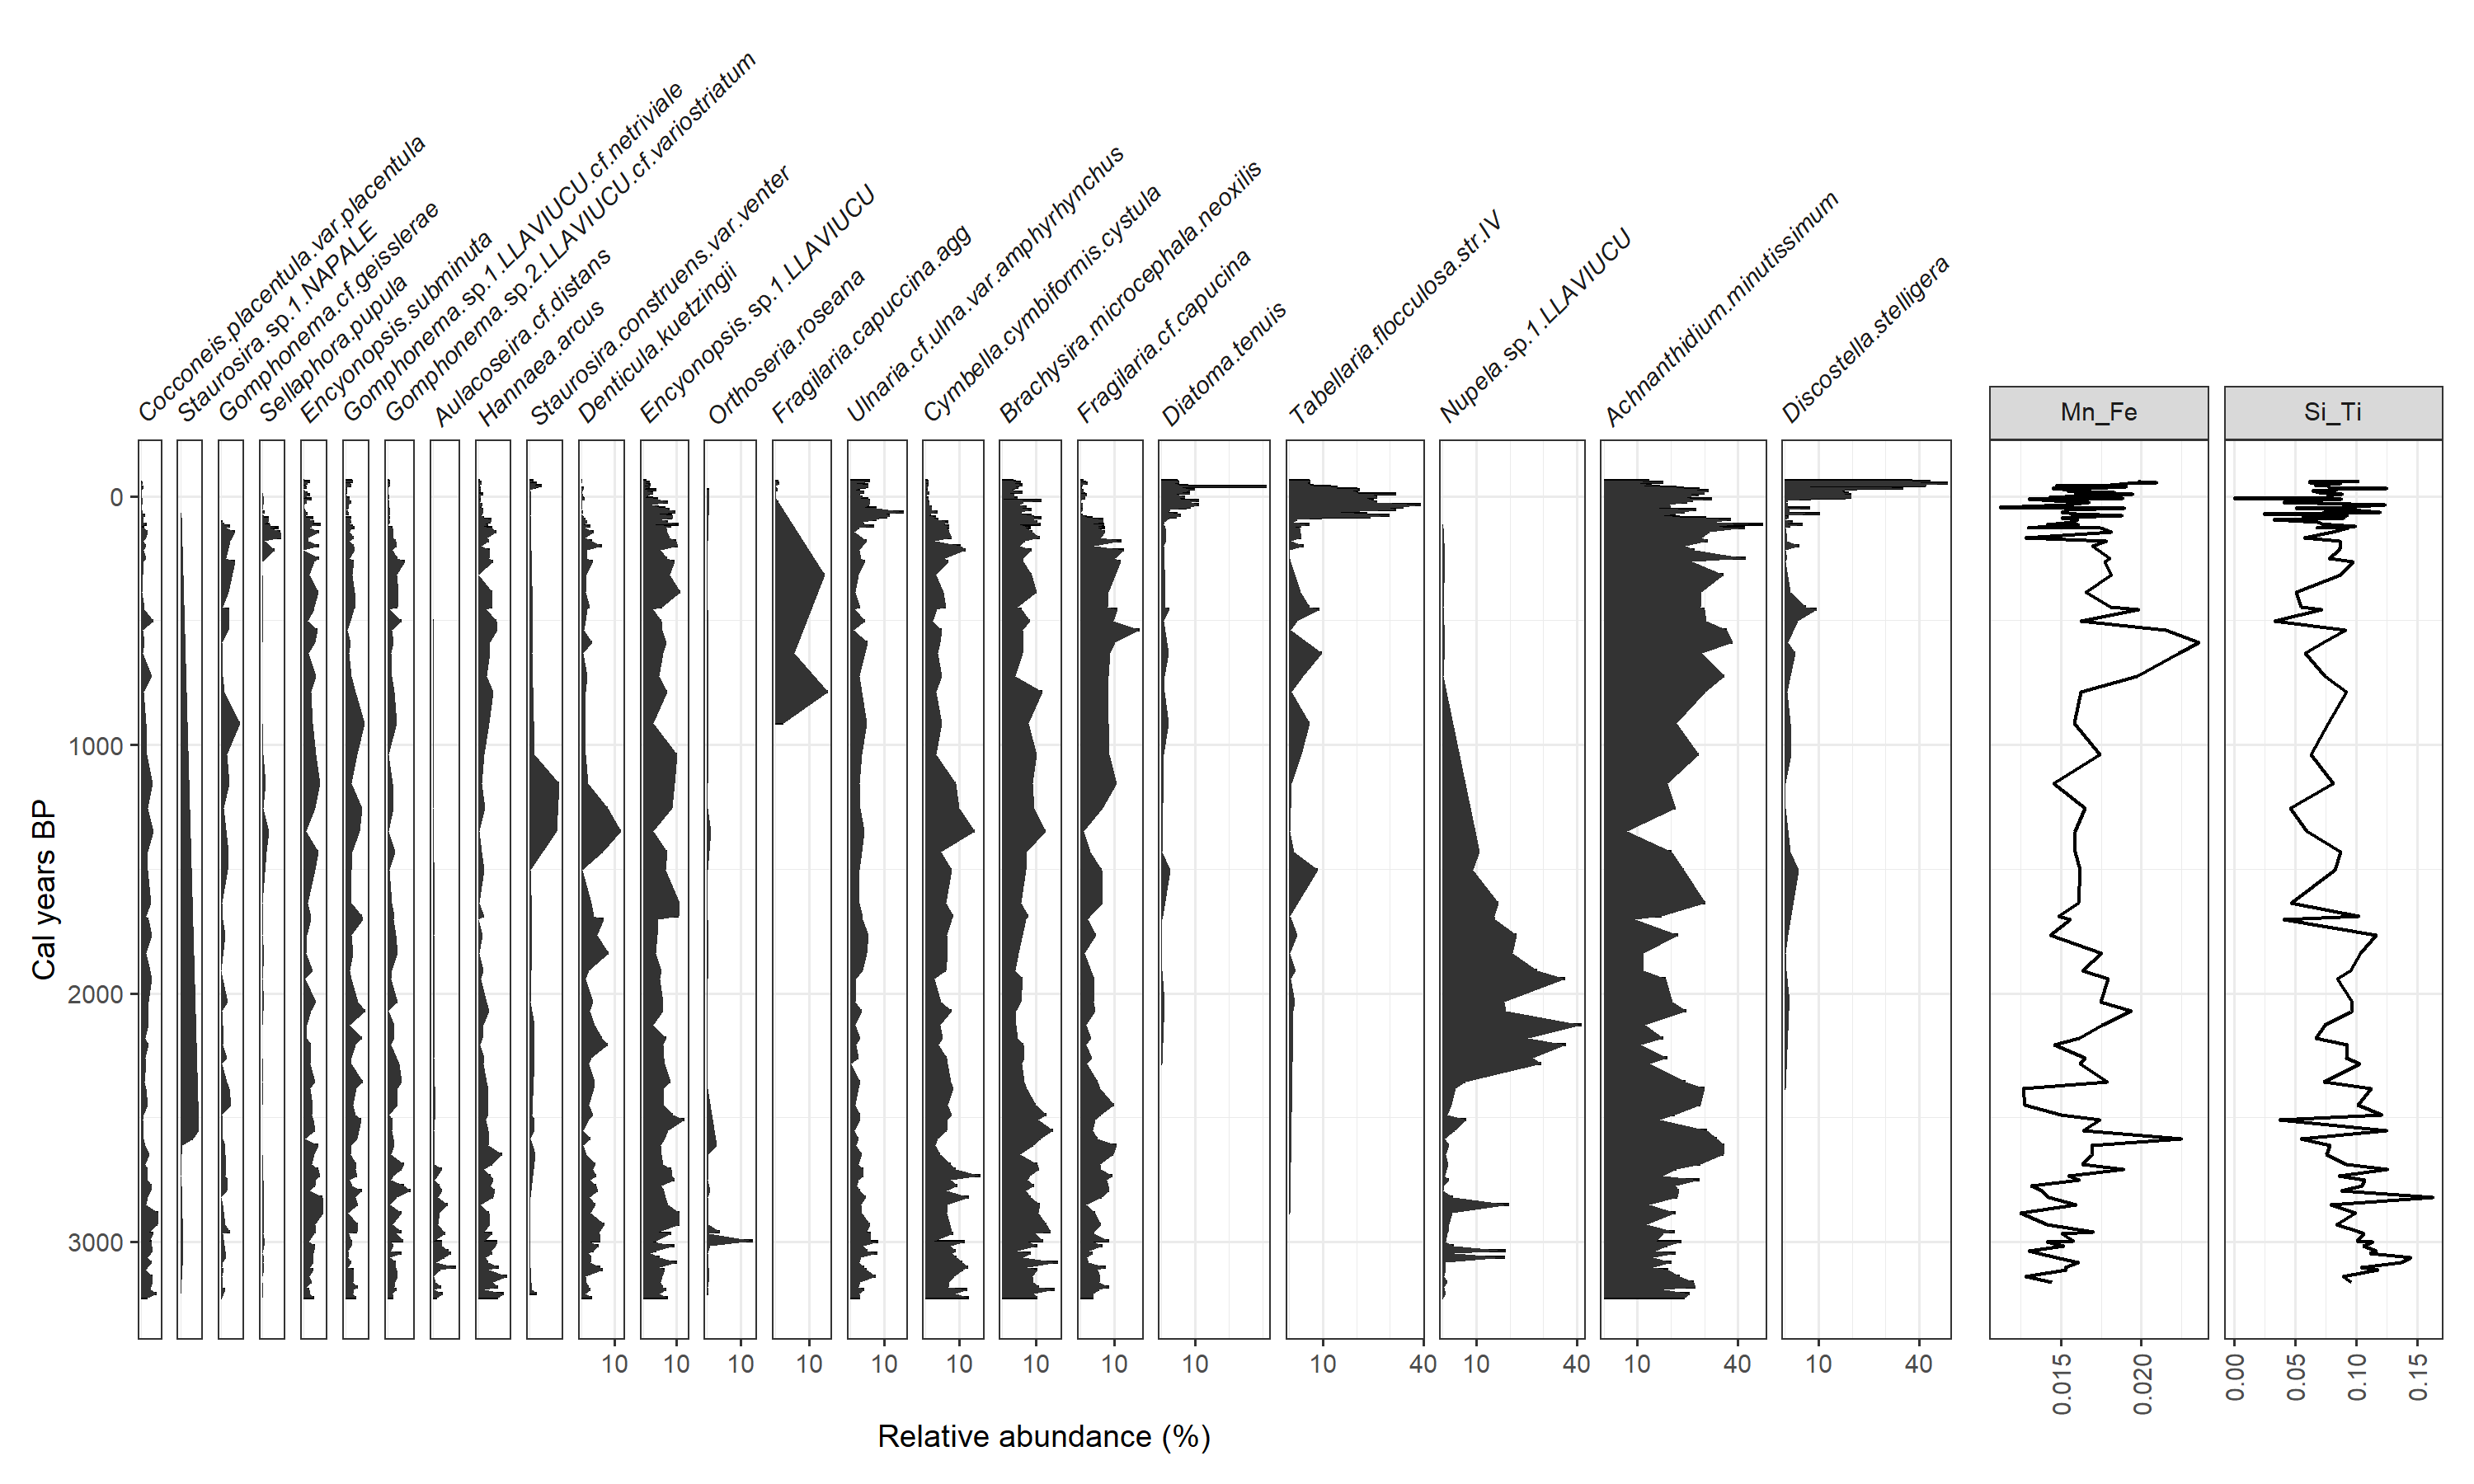 Cocconeis.placentula.var.placentula
Staurosira.sp.1.NAPALE
Gomphonema.cf.geisslerae
Sellaphora.pupula
Encyonopsis.subminuta
Gomphonema.sp.1.LLAVIUCU.cf.netriviale
Gomphonema.sp.2.LLAVIUCU.cf.variostriatum
Aulacoseira.cf.distans
Hannaea.arcus
Staurosira.construens.var.venter
Denticula.kuetzingii
Encyonopsis.sp.1.LLAVIUCU
Orthoseria.roseana
Fragilaria.capuccina.agg
Ulnaria.cf.ulna.var.amphyrhynchus
Cymbella.cymbiformis.cystula
Brachysira.microcephala.neoxilis
Fragilaria.cf.capucina
Diatoma.tenuis
Tabellaria.flocculosa.str.IV
Nupela.sp.1.LLAVIUCU
Achnanthidium.minutissimum
Discostella.stelligera
Mn_Fe
Si_Ti
0
1000
2000
3000
Cal years BP
10
10
10
10
10
10
10
10
10
10 40
10 40
10 40
10 40
0.015 0.020
0.00 0.05 0.10 0.15
Relative abundance (%)